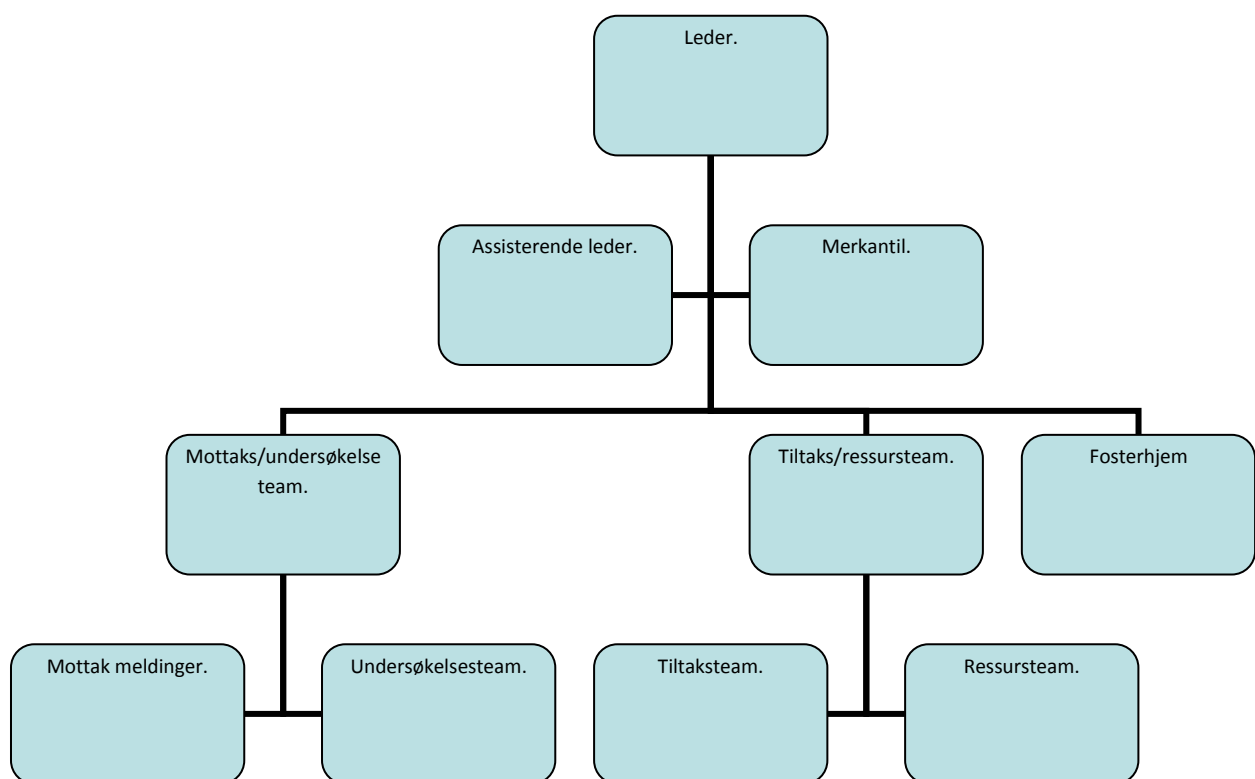 Leder.
Assisterende leder.
Merkantil.
Mottaks/undersøkelse
team.
Tiltaks/ressursteam.
Fosterhjem
Mottak meldinger.
Undersøkelsesteam.
Tiltaksteam.
Ressursteam.